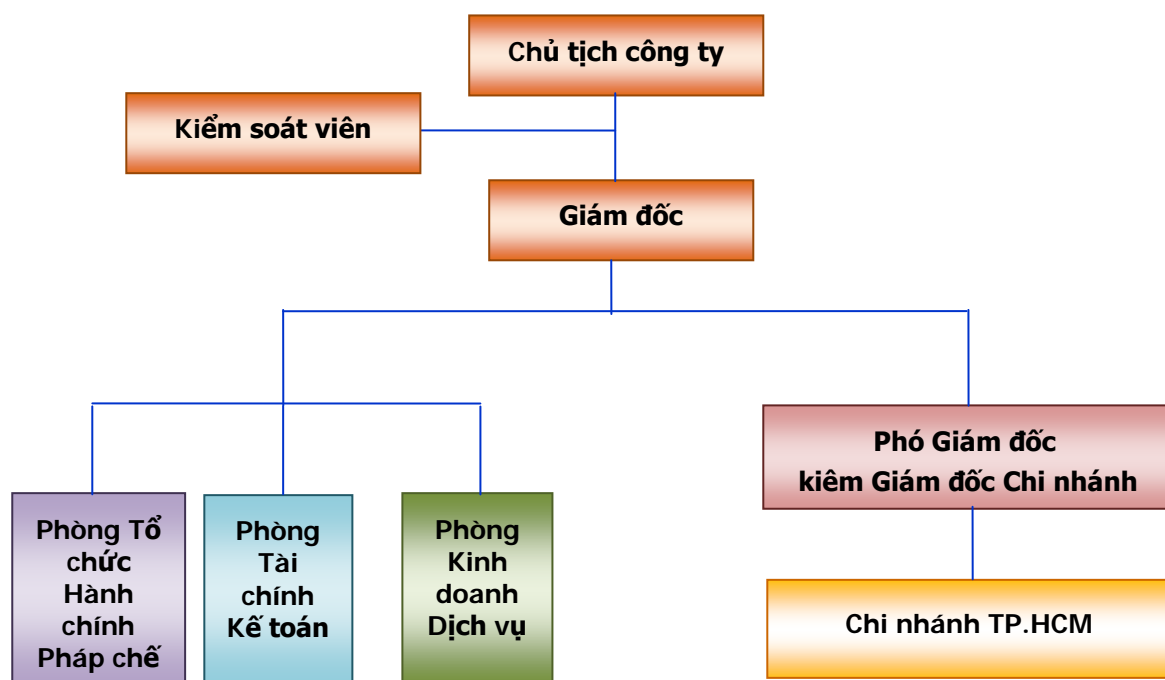 Chủ tịch công ty
Kiểm soát viên
Giám đốc
Phó Giám đốc
kiêm Giám đốc Chi nhánh
Phòng Tổ
chức
Hành
chính
Pháp chế
Phòng
Tài
chính
Kế toán
Phòng
Kinh
doanh
Dịch vụ
Chi nhánh TP.HCM